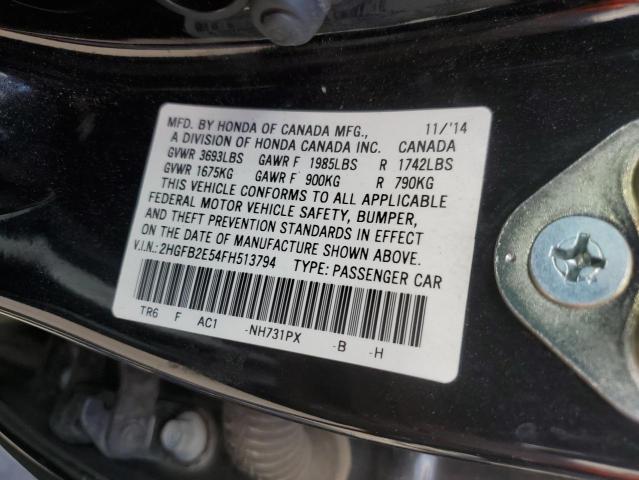 MFD. BY HONDA OF CANADA MFG., 11/'14
A DIVISION OF HONDA CANADA INC. CANADA
GVWR 3693LBS GAWR F 1985LBS R 1742LBS
GVWR 1675KG GAWR F 900KG R 790KG
THIS VEHICLE CONFORMS TO ALL APPLICABLE
FEDERAL MOTOR VEHICLE SAFETY, BUMPER,
AND THEFT PREVENTION STANDARDS IN EFFECT
ON THE DATE OF MANUFACTURE SHOWN ABOVE.
V.I.N.: 2HGFB2E54FH513794 TYPE: PASSENGER CAR
TR6 F AC1 -NH731PX -B -H